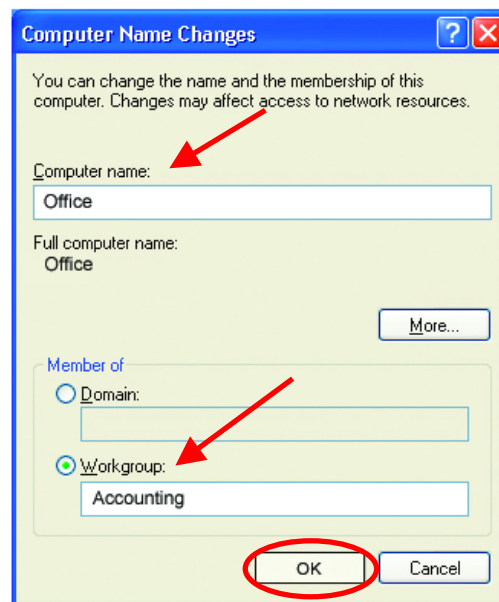 Computer Name Changes
?
You can change the name and the membership of this
computer. Changes may affect access to network resources.
Computer name:
Office
Full computer name:
Office
More...
Member of
Domain:
Workgroup:
Accounting
OK Cancel